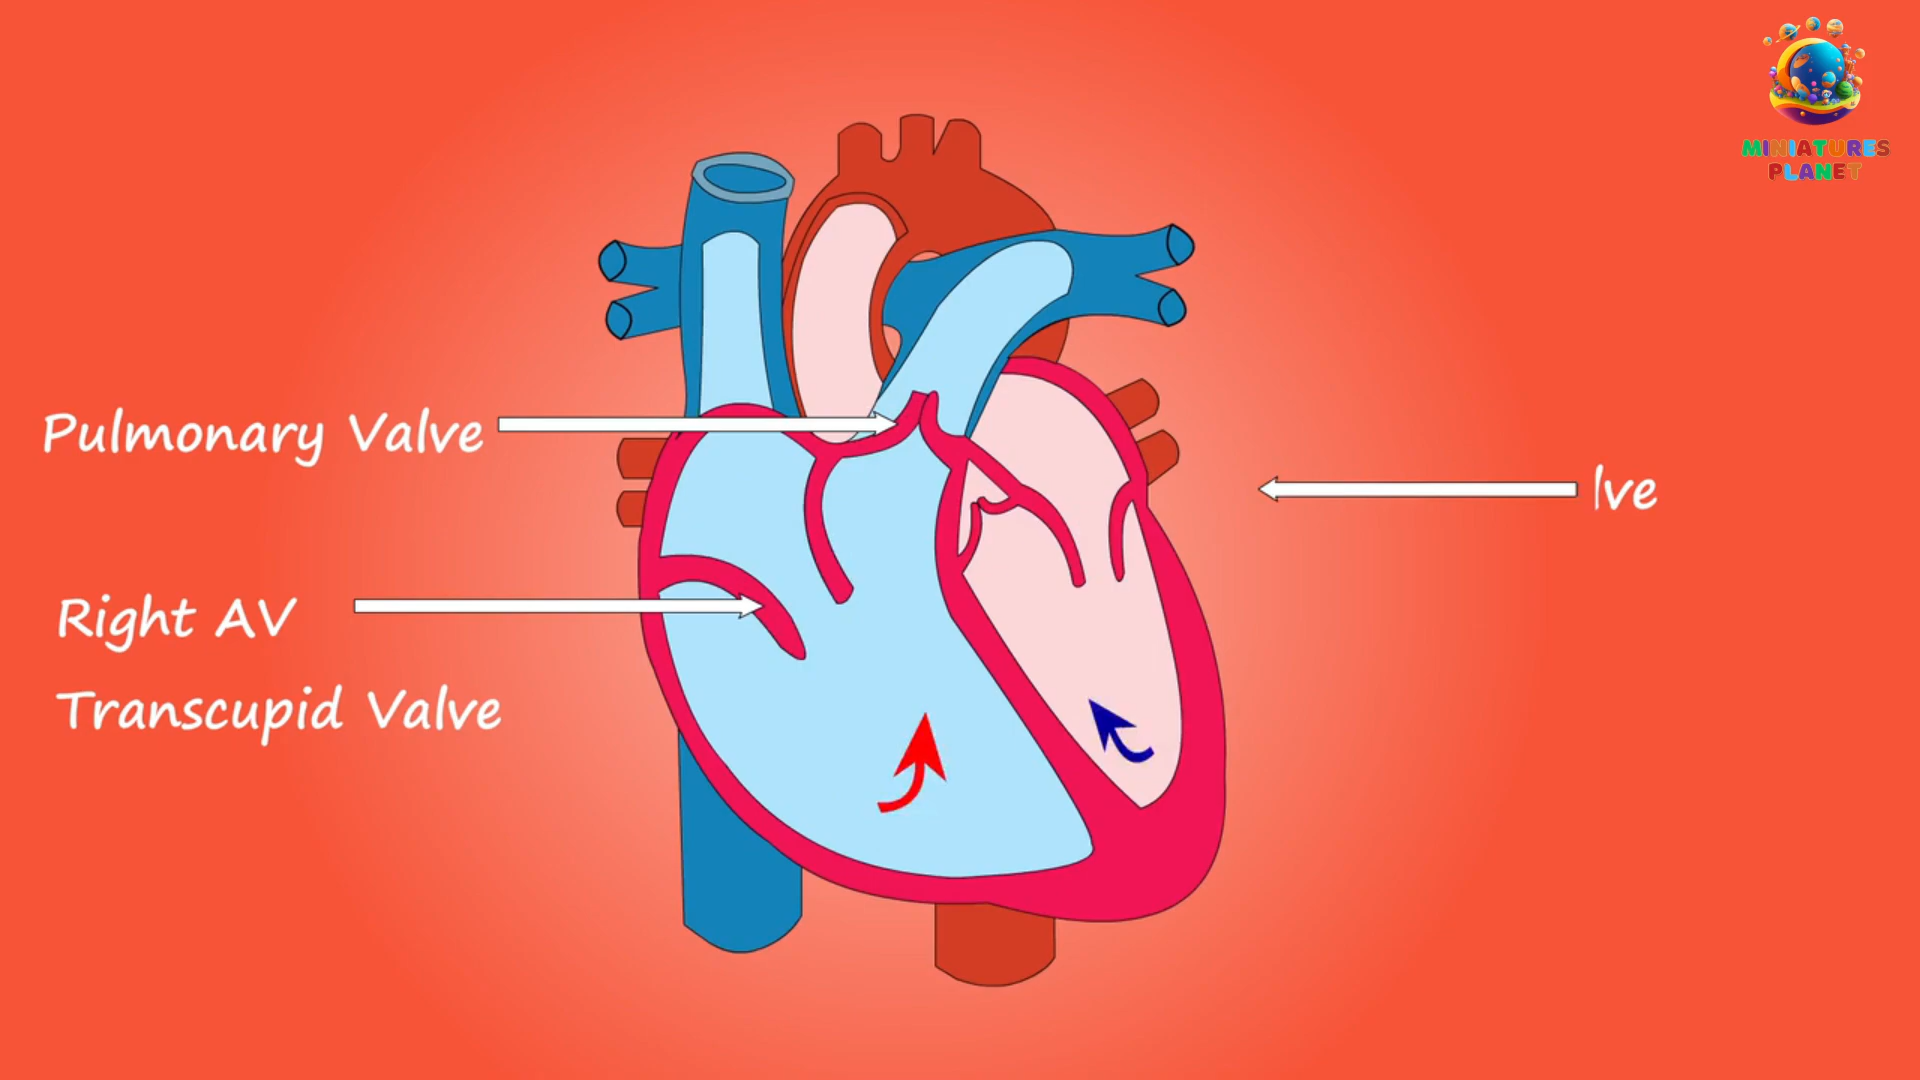 MINIATURES
PLANET
Pulmonary Valve
lve
Right AV
Transcupid Valve